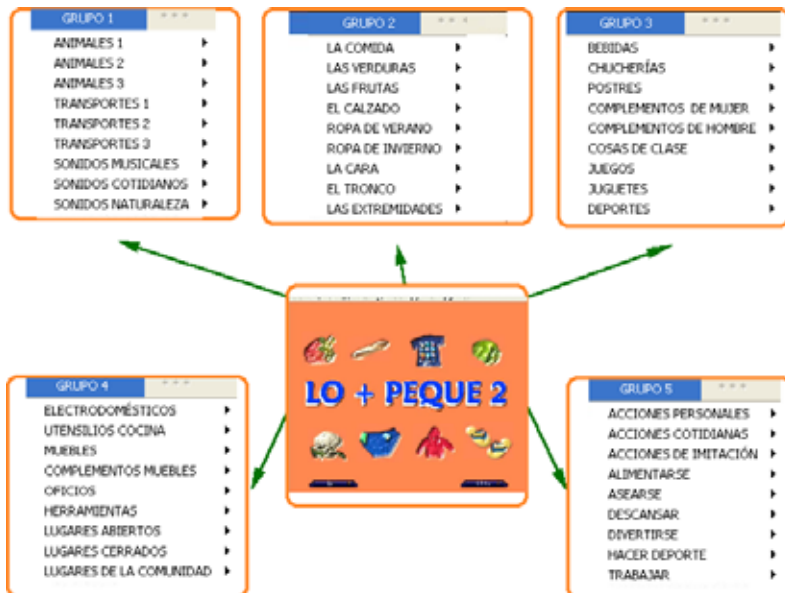 GRUPO 1
ANIMALES 1
ANIMALES 2
ANIMALES 3
TRANSPORTES 1
TRANSPORTES 2
TRANSPORTES 3
SONIDOS MUSICALES
SONIDOS COTIDIANOS
SONIDOS NATURALEZA
GRUPO 2
LA COMIDA
LAS VERDURAS
LAS FRUTAS
EL CALZADO
ROPA DE VERANO
ROPA DE INVIERNO
LA CARA
EL TRONCO
LAS EXTREMIDADES
GRUPO 3
BEBIDAS
CHUCHERÍAS
POSTRES
COMPLEMENTOS DE MUJER
COMPLEMENTOS DE HOMBRE
COSAS DE CLASE
JUEGOS
JUGUETES
DEPORTES
LO + PEQUE 2
GRUPO 4
ELECTRODOMÉSTICOS
UTENSILIOS COCINA
MUEBLES
COMPLEMENTOS MUEBLES
OFICIOS
HERRAMIENTAS
LUGARES ABIERTOS
LUGARES CERRADOS
LUGARES DE LA COMUNIDAD
GRUPO 5
ACCIONES PERSONALES
ACCIONES COTIDIANAS
ACCIONES DE IMITACIÓN
ALIMENTARSE
ASEARSE
DESCANSAR
DIVERTIRSE
HACER DEPORTE
TRABAJAR